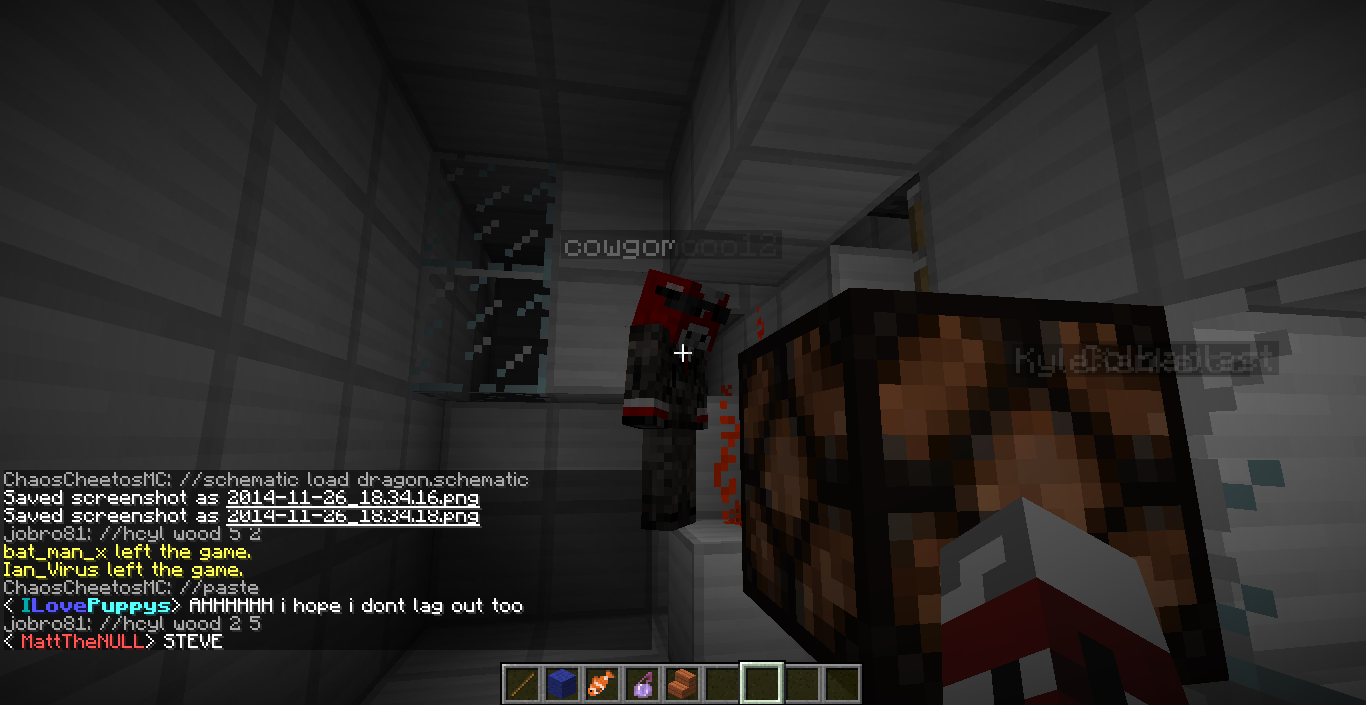 cowgomooo12
ChaosCheetosMC: //schematic load dragon.schematic
Saved screenshot as 2014-11-26_18.34.16.png
Saved screenshot as 2014-11-26_18.34.18.png
jobro81: //hcyl wood 5 2
bat_man_x left the game.
Ian_Virus left the game.
ChaosCheetosMC: //paste
< ILovePuppys> AHHHHHH i hope i dont lag out too
jobro81: //hcyl wood 2 5
< MattTheNULL> STEVE